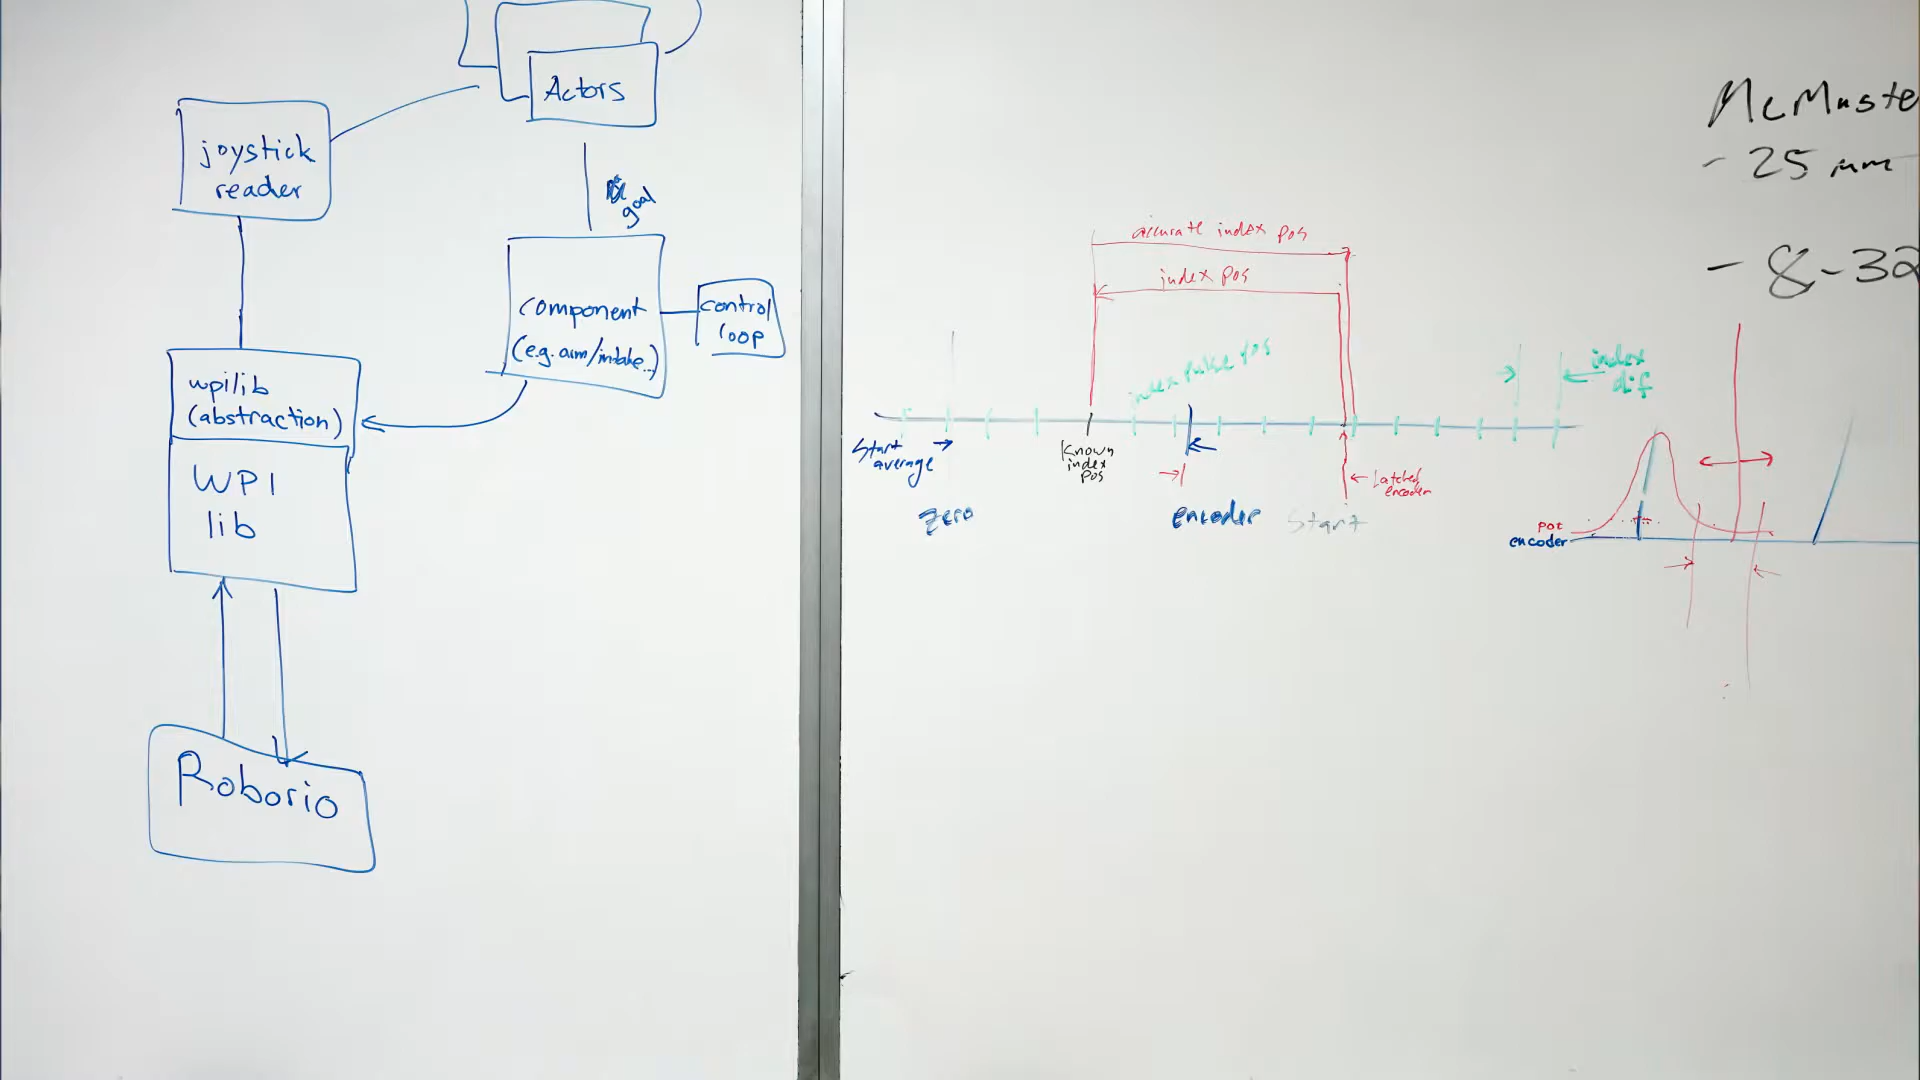 Actors
joystick
reader
goal
component
(e.g. arm/intake...)
control
loop
wpilib
(abstraction)
WPI
lib
Roborio
accurate index pos
index pos
index pulse pos
index
dif
Start
average
Known
index
pos
Latched
encoder
zero
encoder
Start
pot
encoder
McMaste
- 25 mm
- 8-32